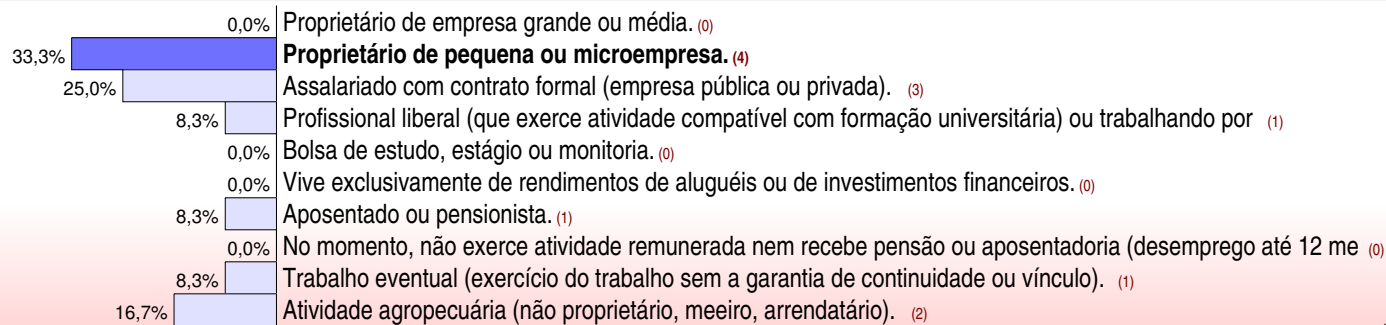 0,0% Proprietário de empresa grande ou média. (0)
33,3% Proprietário de pequena ou microempresa. (4)
25,0% Assalariado com contrato formal (empresa pública ou privada). (3)
8,3% Profissional liberal (que exerce atividade compatível com formação universitária) ou trabalhando por (1)
0,0% Bolsa de estudo, estágio ou monitoria. (0)
0,0% Vive exclusivamente de rendimentos de aluguéis ou de investimentos financeiros. (0)
8,3% Aposentado ou pensionista. (1)
0,0% No momento, não exerce atividade remunerada nem recebe pensão ou aposentadoria (desemprego até 12 me (0)
8,3% Trabalho eventual (exercício do trabalho sem a garantia de continuidade ou vínculo). (1)
16,7% Atividade agropecuária (não proprietário, meeiro, arrendatário). (2)